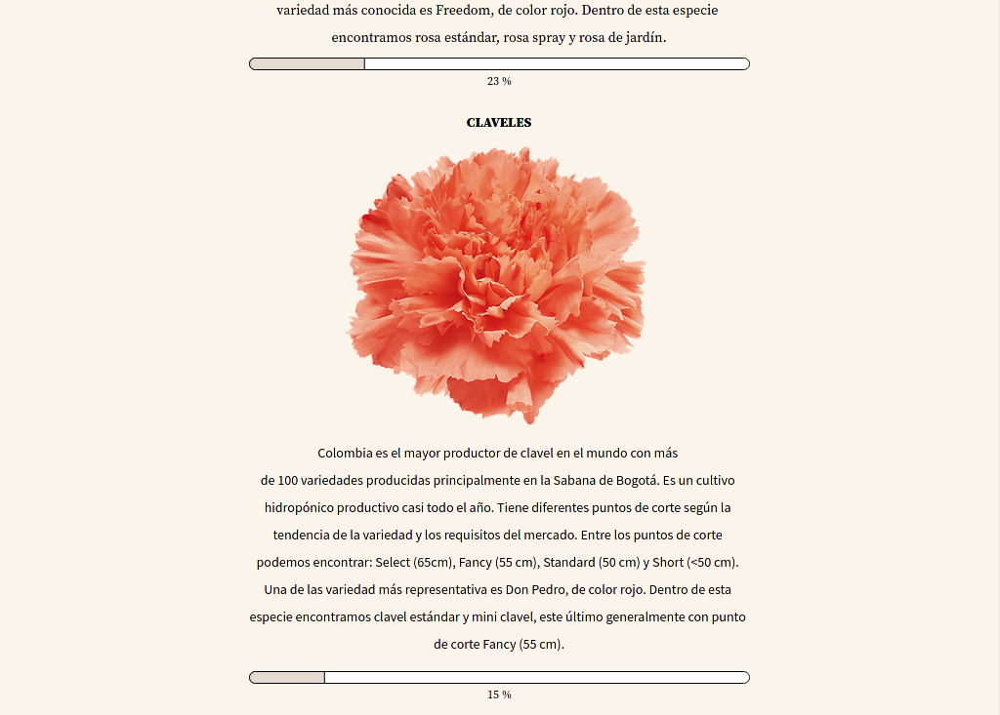 variedad más conocida es Freedom, de color rojo. Dentro de esta especie
encontramos rosa estándar, rosa spray y rosa de jardín.
23 %
CLAVELES
Colombia es el mayor productor de clavel en el mundo con más
de 100 variedades producidas principalmente en la Sabana de Bogotá. Es un cultivo
hidropónico productivo casi todo el año. Tiene diferentes puntos de corte según la
tendencia de la variedad y los requisitos del mercado. Entre los puntos de corte
podemos encontrar: Select (65cm), Fancy (55 cm), Standard (50 cm) y Short (<50 cm).
Una de las variedad más representativa es Don Pedro, de color rojo. Dentro de esta
especie encontramos clavel estándar y mini clavel, este último generalmente con punto
de corte Fancy (55 cm).
15 %